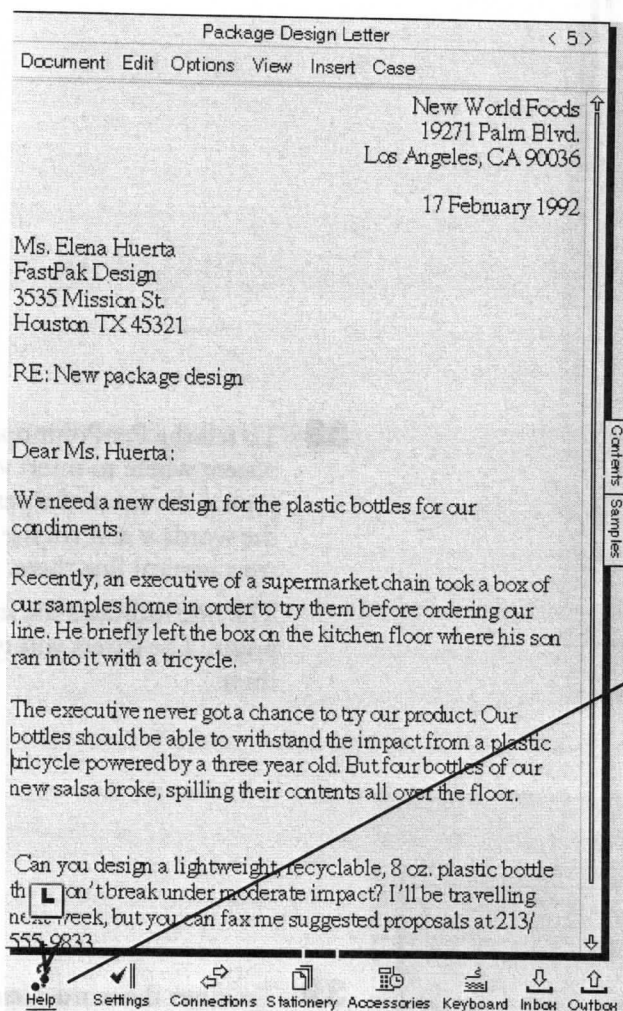 Package Design Letter < 5 >
Document Edit Options View Insert Case
New World Foods
19271 Palm Blvd.
Los Angeles, CA 90036
17 February 1992
Ms. Elena Huerta
FastPak Design
3535 Mission St.
Houston TX 45321
RE: New package design
Dear Ms. Huerta:
We need a new design for the plastic bottles for our
condiments.
Recently, an executive of a supermarket chain took a box of
our samples home in order to try them before ordering our
line. He briefly left the box on the kitchen floor where his son
ran into it with a tricycle.
The executive never got a chance to try our product. Our
bottles should be able to withstand the impact from a plastic
tricycle powered by a three year old. But four bottles of our
new salsa broke, spilling their contents all over the floor.
Can you design a lightweight, recyclable, 8 oz. plastic bottle
on't break under moderate impact? I'll be travelling
week, but you can fax me suggested proposals at 213/
555-9833
Contents
Samples
Help Settings Connections Stationery Accessories Keyboard Inbox Outbox